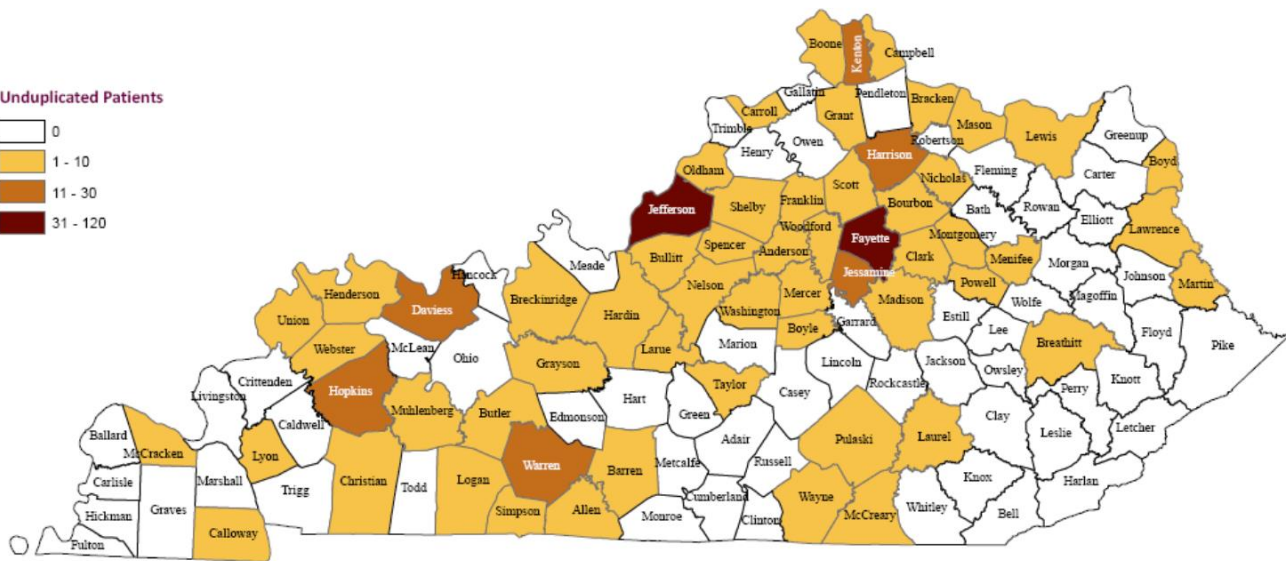 Unduplicated Patients
0
1 - 10
11 - 30
31 - 120
Boone
Kenton
Campbell
Gallatin
Pendleton
Carroll
Grant
Bracken
Mason
Lewis
Greenup
Trimble
Owen
Robertson
Henry
Harrison
Fleming
Carter
Boyd
Oldham
Nicholas
Scott
Franklin
Bourbon
Rowan
Bath
Elliott
Jefferson
Shelby
Woodford
Fayette
Montgomery
Lawrence
Spencer
Anderson
Clark
Menifee
Morgan
Bullitt
Jessamine
Johnson
Martin
Meade
Hancock
Nelson
Mercer
Madison
Powell
Magoffin
Henderson
Breckinridge
Washington
Wolfe
Daviess
Hardin
Garrard
Estill
Union
Boyle
Lee
Floyd
Breathitt
Pike
Webster
McLean
Marion
Larue
Ohio
Grayson
Lincoln
Jackson
Owsley
Knott
Perry
Crittenden
Hopkins
Taylor
Casey
Rockcastle
Livingston
Hart
Green
Muhlenberg
Butler
Edmonson
Clay
Caldwell
Letcher
Leslie
Ballard
Adair
Pulaski
Laurel
McCracken
Lyon
Warren
Russell
Metcalfe
Barren
Carlisle
Marshall
Trigg
Christian
Todd
Logan
Knox
Harlan
Cumberland
Wayne
Graves
Hickman
Simpson
Allen
Monroe
Clinton
McCreary
Whitley
Bell
Calloway
Fulton